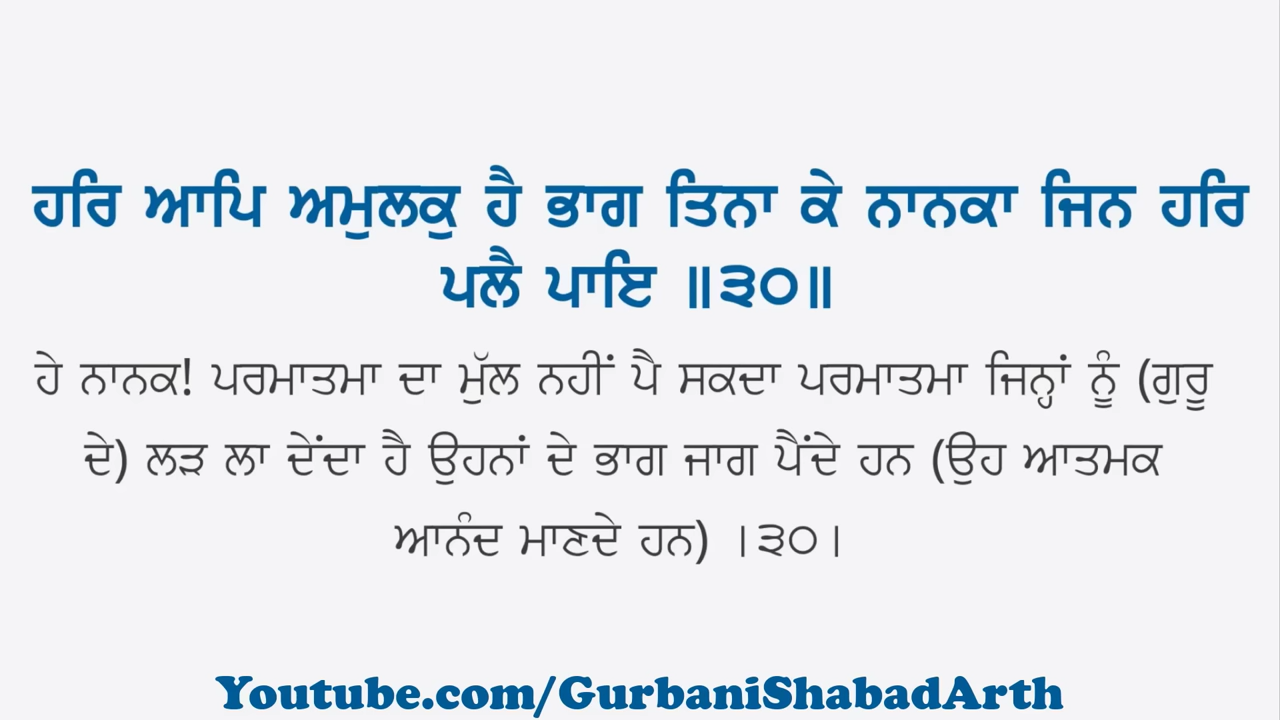 ਹਰਿ ਆਪਿ ਅਮੁਲਕੁ ਹੈ ਭਾਗ ਤਿਨਾ ਕੇ ਨਾਨਕਾ ਜਿਨ ਹਰਿ
ਪਲੈ ਪਾਇ ॥੩੦॥
ਹੇ ਨਾਨਕ! ਪਰਮਾਤਮਾ ਦਾ ਮੁੱਲ ਨਹੀਂ ਪੈ ਸਕਦਾ ਪਰਮਾਤਮਾ ਜਿਨ੍ਹਾਂ ਨੂੰ (ਗੁਰੂ
ਦੇ) ਲੜ ਲਾ ਦੇਂਦਾ ਹੈ ਉਹਨਾਂ ਦੇ ਭਾਗ ਜਾਗ ਪੈਂਦੇ ਹਨ (ਉਹ ਆਤਮਕ
ਆਨੰਦ ਮਾਣਦੇ ਹਨ) ।੩੦।
Youtube.com/GurbaniShabadArth